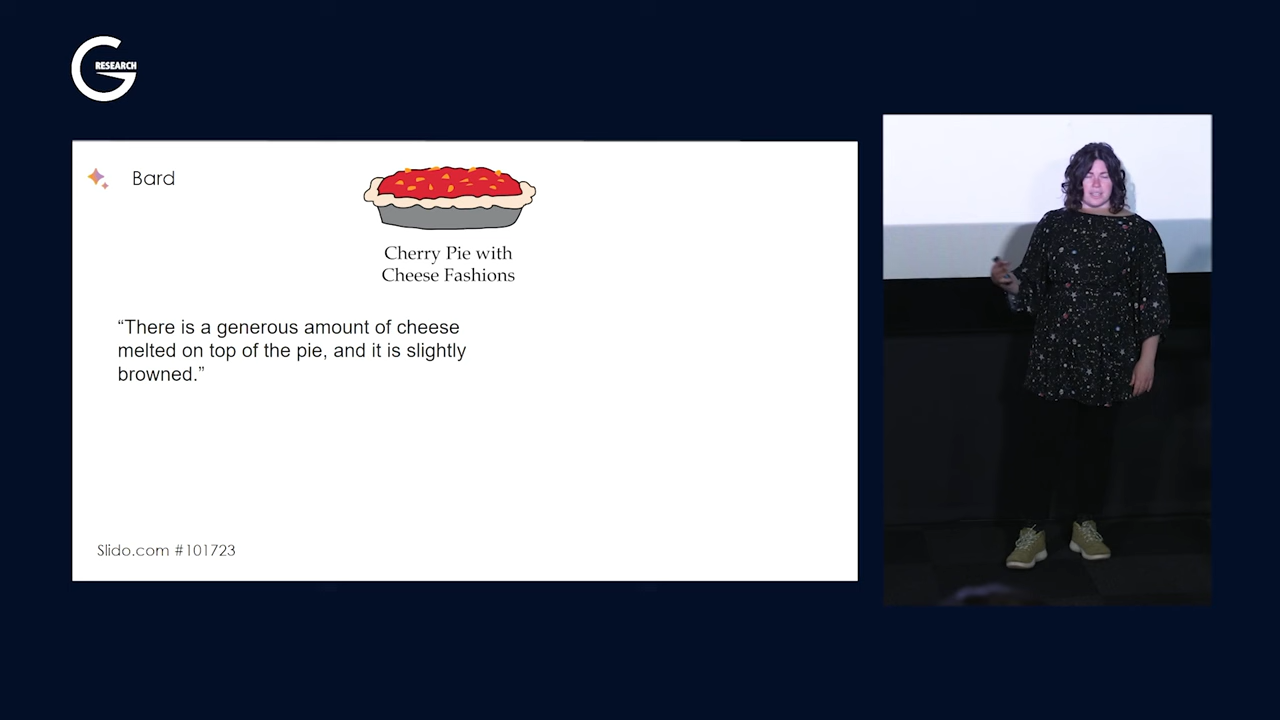 RESEARCH
Bard
Cherry Pie with
Cheese Fashions
“There is a generous amount of cheese
melted on top of the pie, and it is slightly
browned.”
Slido.com #101723